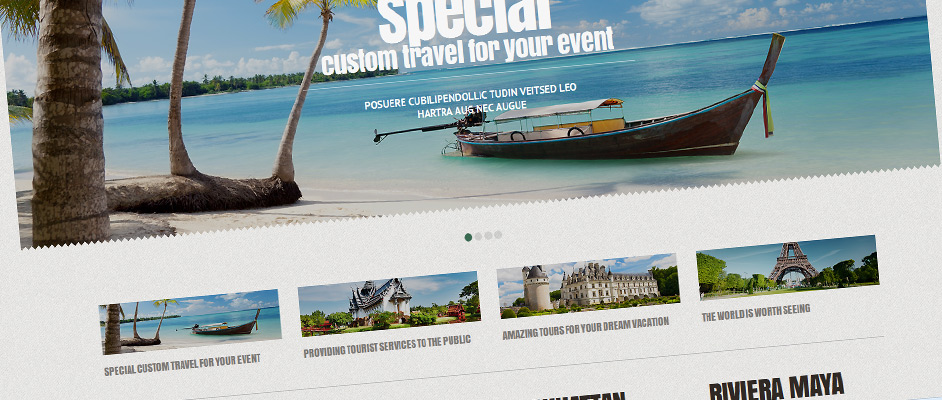 special
custom travel for your event
POSUERE CUBILIPENDOLLIC TUDIN VEITSED LEO
HARTRA AUG NEC AUGUE
SPECIAL CUSTOM TRAVEL FOR YOUR EVENT
PROVIDING TOURIST SERVICES TO THE PUBLIC
AMAZING TOURS FOR YOUR DREAM VACATION
THE WORLD IS WORTH SEEING
RIVIERA MAYA